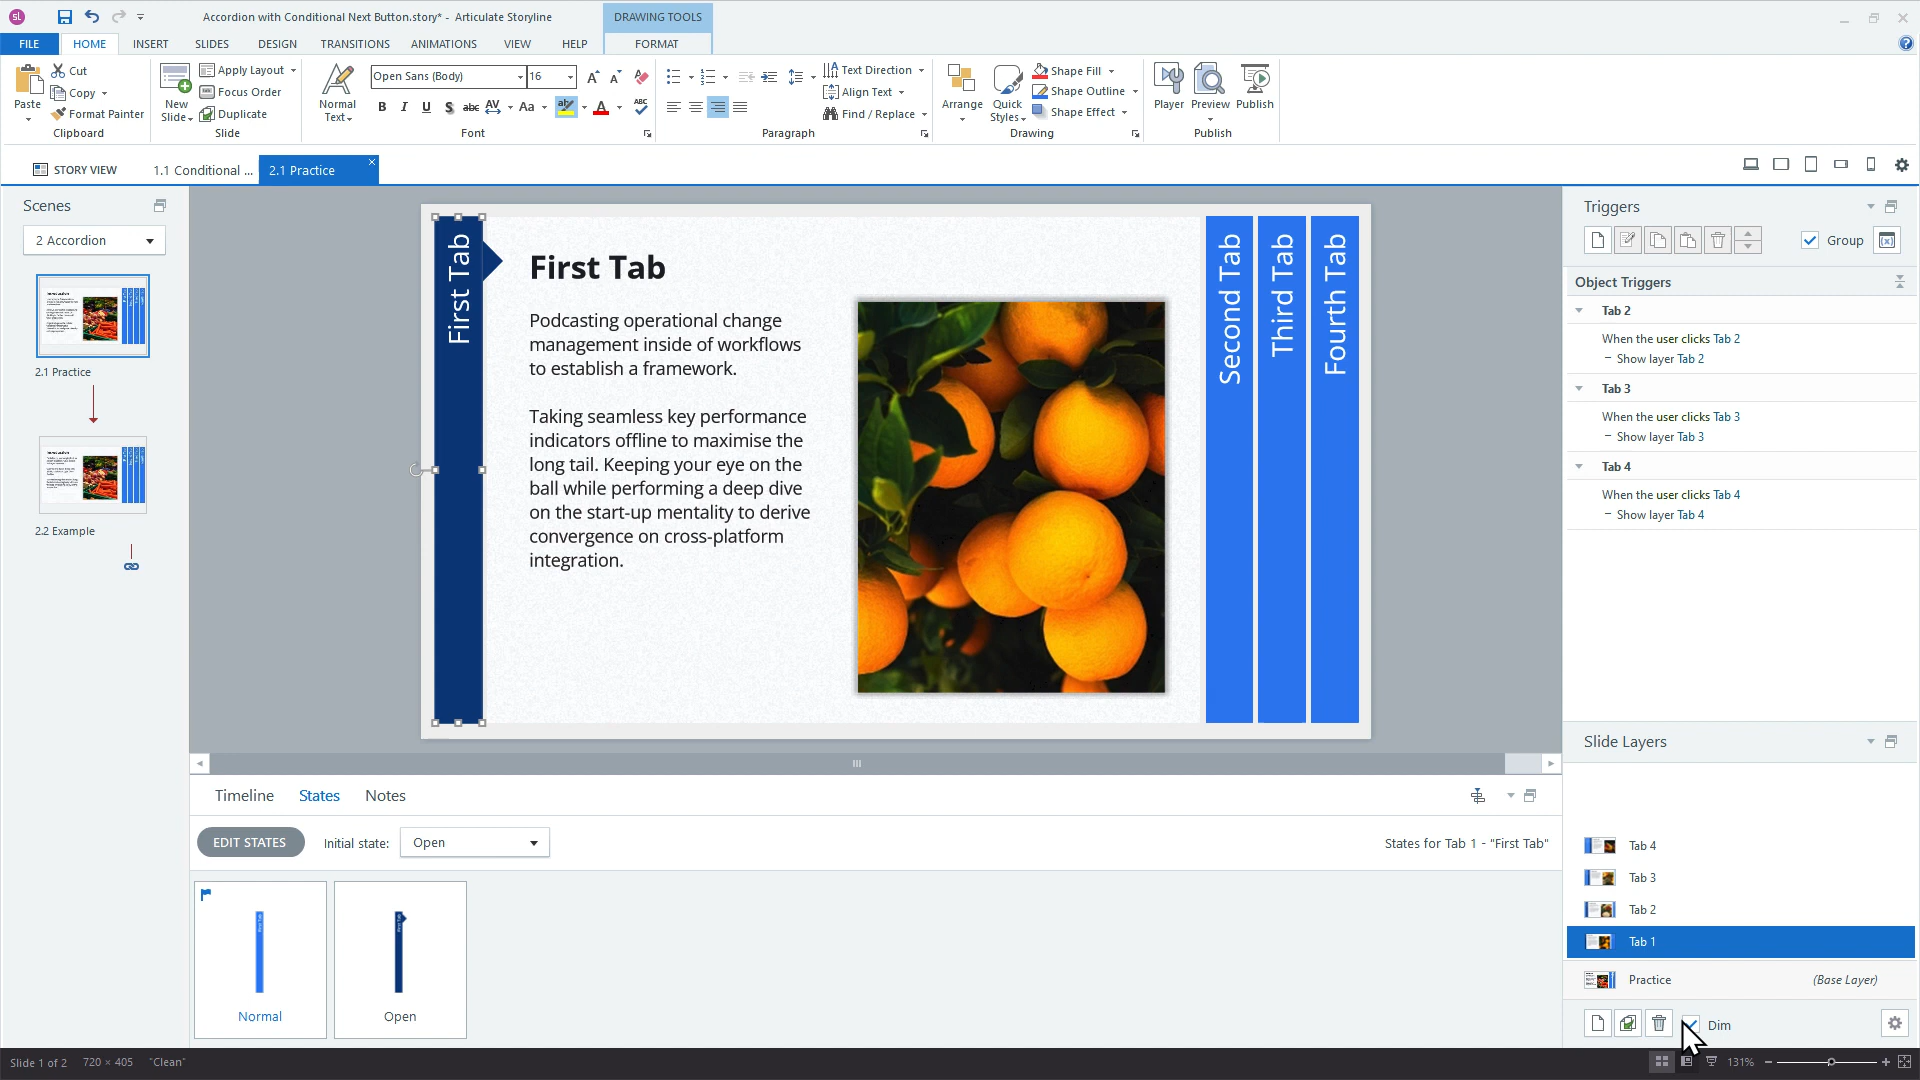 Accordion with Conditional Next Button.story* - Articulate Storyline
DRAWING TOOLS
FILE
HOME
INSERT
SLIDES
DESIGN
TRANSITIONS
ANIMATIONS
VIEW
HELP
FORMAT
Paste
Cut
Copy
Format Painter
Clipboard
New
Slide
Apply Layout
Focus Order
Duplicate
Slide
Normal
Text
Open Sans (Body)
16
B I U S abc AV Aa ab A ABC
Font
Text Direction
Align Text
Find / Replace
Paragraph
Arrange
Quick
Styles
Shape Fill
Shape Outline
Shape Effect
Drawing
Player
Preview
Publish
Publish
STORY VIEW
1.1 Conditional ...
2.1 Practice
Scenes
2 Accordion
2.1 Practice
2.2 Example
First Tab
First Tab
Podcasting operational change
management inside of workflows
to establish a framework.
Taking seamless key performance
indicators offline to maximise the
long tail. Keeping your eye on the
ball while performing a deep dive
on the start-up mentality to derive
convergence on cross-platform
integration.
Second Tab
Third Tab
Fourth Tab
Timeline
States
Notes
EDIT STATES
Initial state:
Open
States for Tab 1 - "First Tab"
Normal
Open
Triggers
Group
Object Triggers
Tab 2
When the user clicks Tab 2
– Show layer Tab 2
Tab 3
When the user clicks Tab 3
– Show layer Tab 3
Tab 4
When the user clicks Tab 4
– Show layer Tab 4
Slide Layers
Tab 4
Tab 3
Tab 2
Tab 1
Practice
(Base Layer)
Dim
Slide 1 of 2
720 × 405
"Clean"
131%